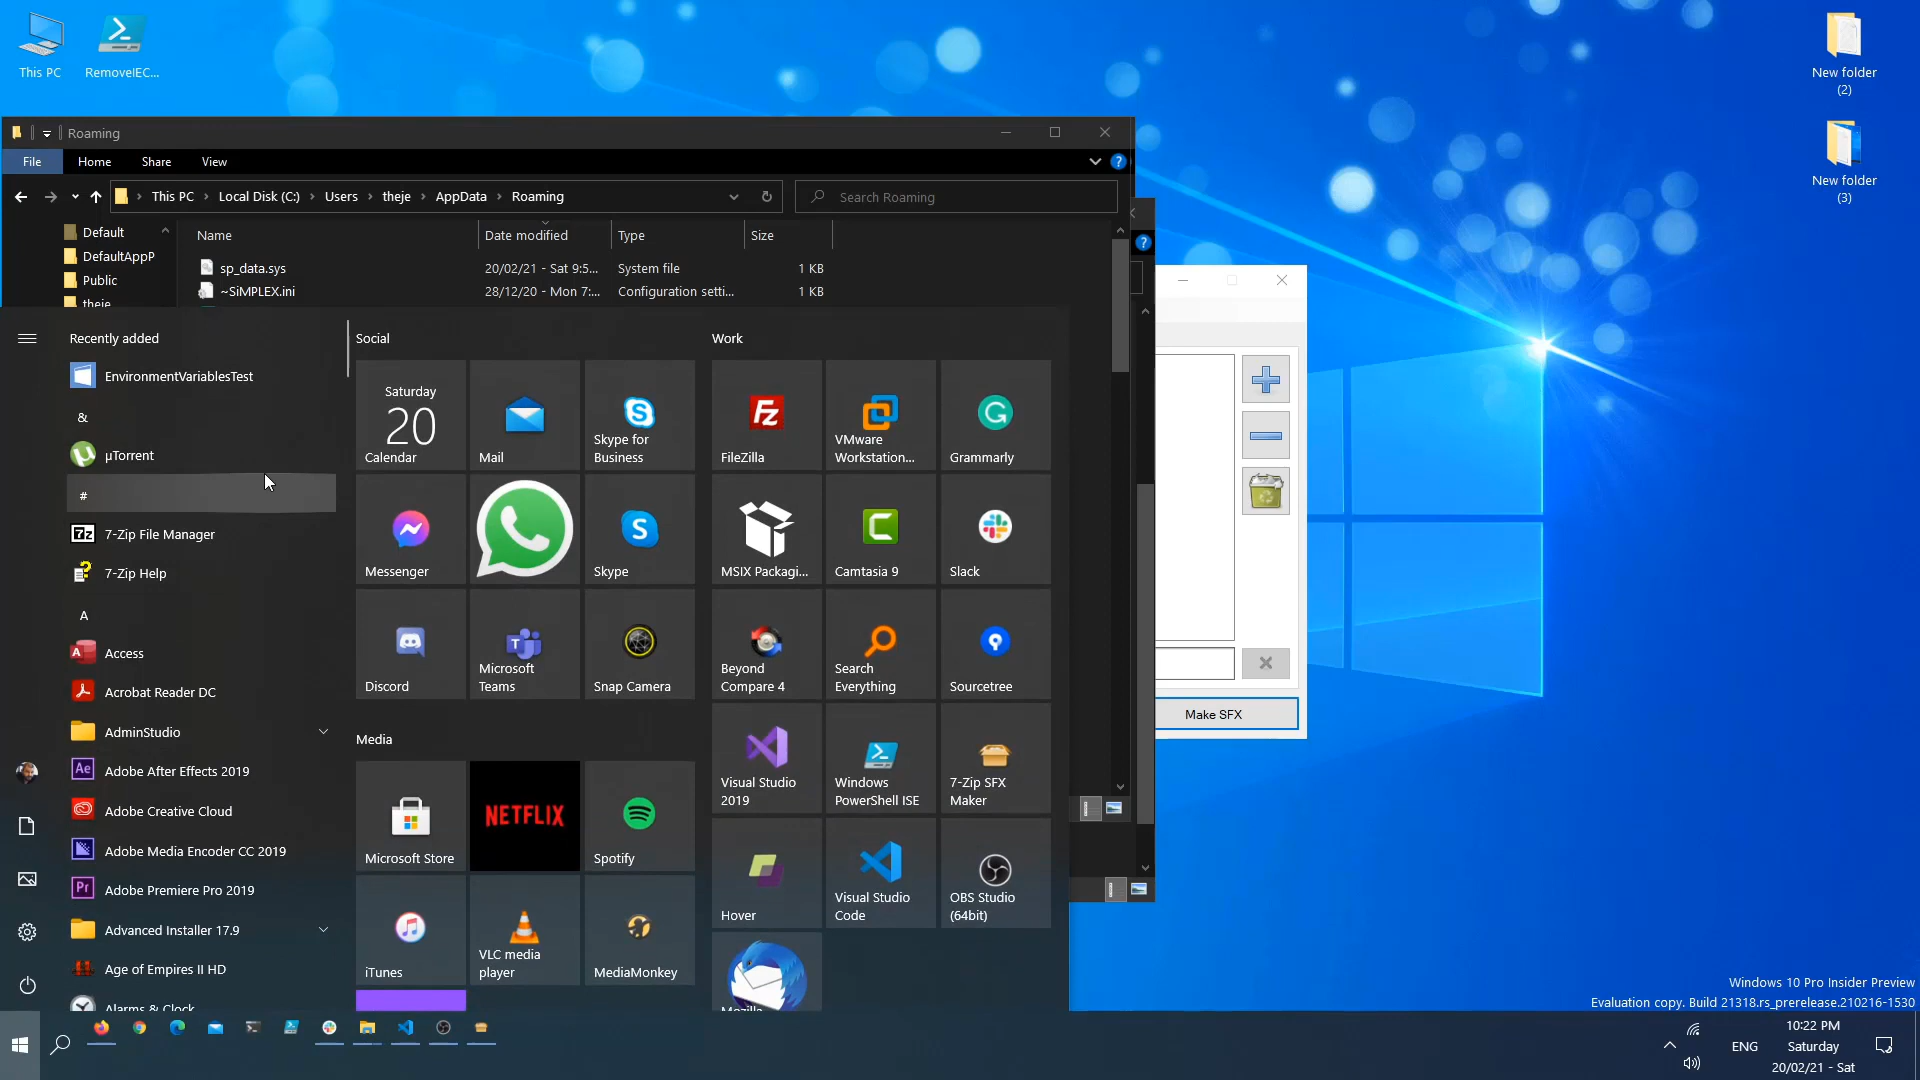 This PC
RemoveIEC...
New folder
(2)
New folder
(3)
Roaming
File
Home
Share
View
This PC
Local Disk (C:)
Users
theje
AppData
Roaming
Search Roaming
Default
DefaultAppP
Public
theje
Name
Date modified
Type
Size
sp_data.sys
20/02/21 - Sat 9:5...
System file
1 KB
~SiMPLEX.ini
28/12/20 - Mon 7:...
Configuration setti...
1 KB
Recently added
EnvironmentVariablesTest
&
µTorrent
#
7-Zip File Manager
7-Zip Help
A
Access
Acrobat Reader DC
AdminStudio
Adobe After Effects 2019
Adobe Creative Cloud
Adobe Media Encoder CC 2019
Adobe Premiere Pro 2019
Advanced Installer 17.9
Age of Empires II HD
Alarms & Clock
Social
Saturday
20
Calendar
Mail
Skype for
Business
Messenger
Skype
Discord
Microsoft
Teams
Snap Camera
Media
Microsoft Store
NETFLIX
Spotify
iTunes
VLC media
player
MediaMonkey
Work
FileZilla
VMware
Workstation...
Grammarly
MSIX Packagi...
Camtasia 9
Slack
Beyond
Compare 4
Search
Everything
Sourcetree
Visual Studio
2019
Windows
PowerShell ISE
7-Zip SFX
Maker
Hover
Visual Studio
Code
OBS Studio
(64bit)
Mozilla
Make SFX
Windows 10 Pro Insider Preview
Evaluation copy. Build 21318.rs_prerelease.210216-1530
ENG
10:22 PM
Saturday
20/02/21 - Sat